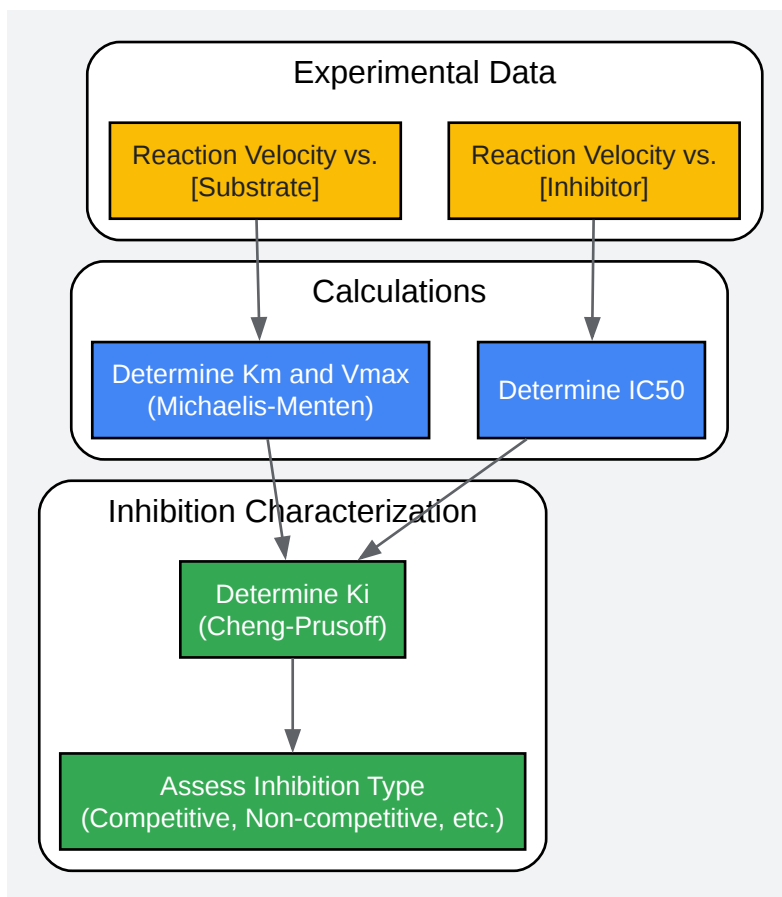 Experimental Data
Reaction Velocity vs.
[Substrate]
Reaction Velocity vs.
[Inhibitor]
Calculations
Determine Km and Vmax
(Michaelis-Menten)
Determine IC50
Inhibition Characterization
Determine Ki
(Cheng-Prusoff)
Assess Inhibition Type
(Competitive, Non-competitive, etc.)